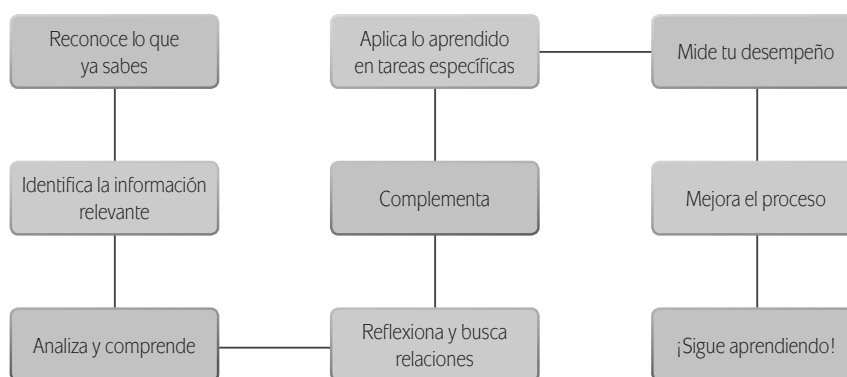 Reconoce lo que
ya sabes
Identifica la información
relevante
Analiza y comprende
Reflexiona y busca
relaciones
Complementa
Aplica lo aprendido
en tareas específicas
Mide tu desempeño
Mejora el proceso
¡Sigue aprendiendo!